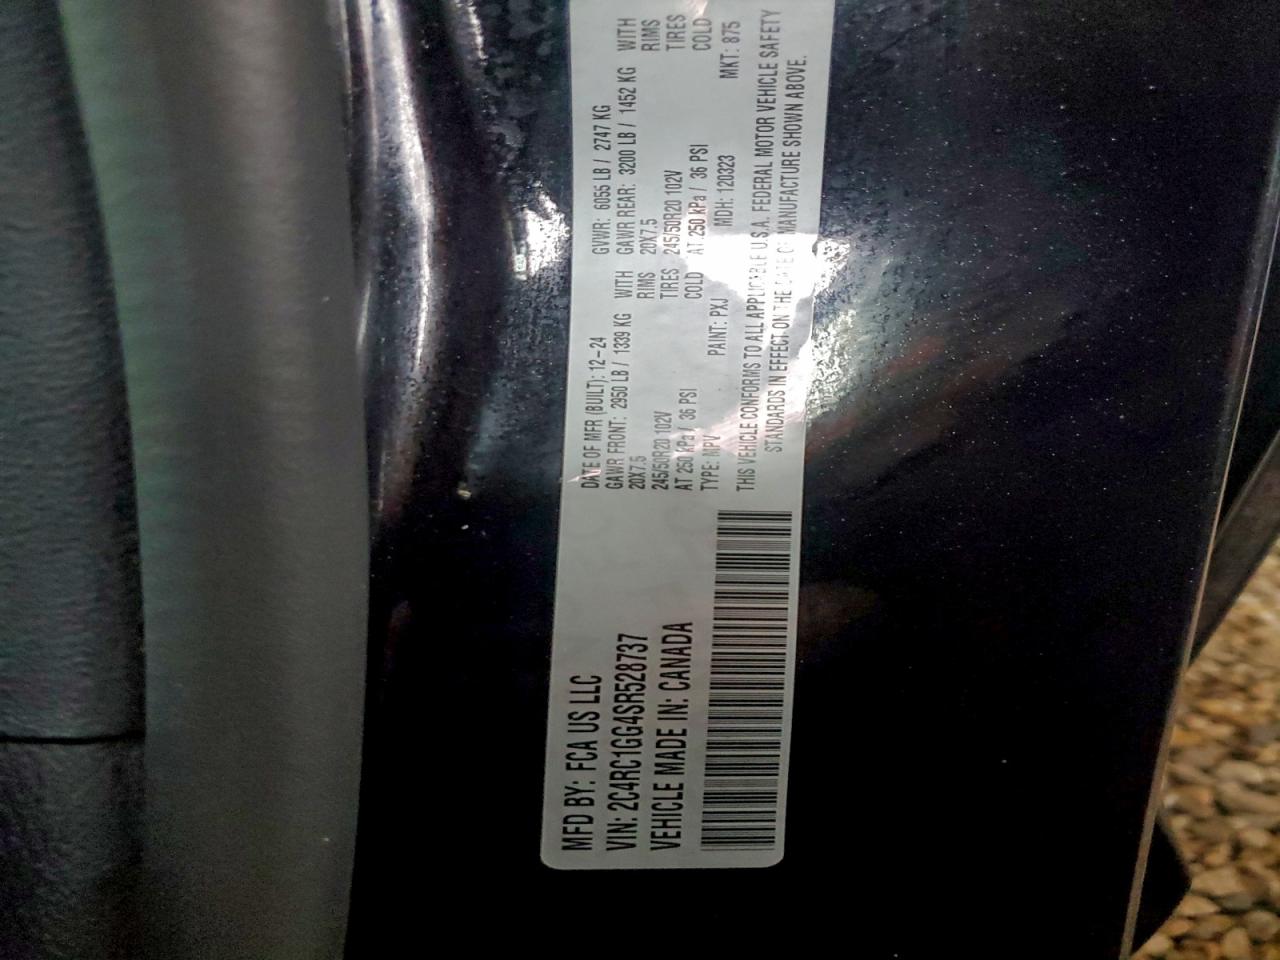 MFD BY: FCA US LLC
VIN: 2C4RC1GG4SR528737
VEHICLE MADE IN: CANADA
DATE OF MFR (BUILT): 12-24 GVWR: 6055 LB / 2747 KG
GAWR FRONT: 2950 LB / 1339 KG WITH GAWR REAR: 3200 LB / 1452 KG WITH
20X7.5 RIMS 20X7.5 RIMS
245/50R20 102V TIRES 245/50R20 102V TIRES
AT 250 kPa / 36 PSI COLD AT 250 kPa / 36 PSI COLD
TYPE: MPV PAINT: PXJ MDH: 120323 MKT: 875
THIS VEHICLE CONFORMS TO ALL APPLICABLE U.S.A. FEDERAL MOTOR VEHICLE SAFETY
STANDARDS IN EFFECT ON THE DATE OF MANUFACTURE SHOWN ABOVE.